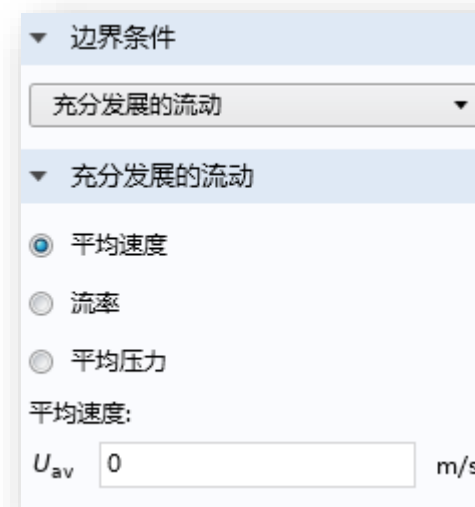 边界条件
充分发展的流动
充分发展的流动
平均速度
流率
平均压力
平均速度:
Uav 0 m/s